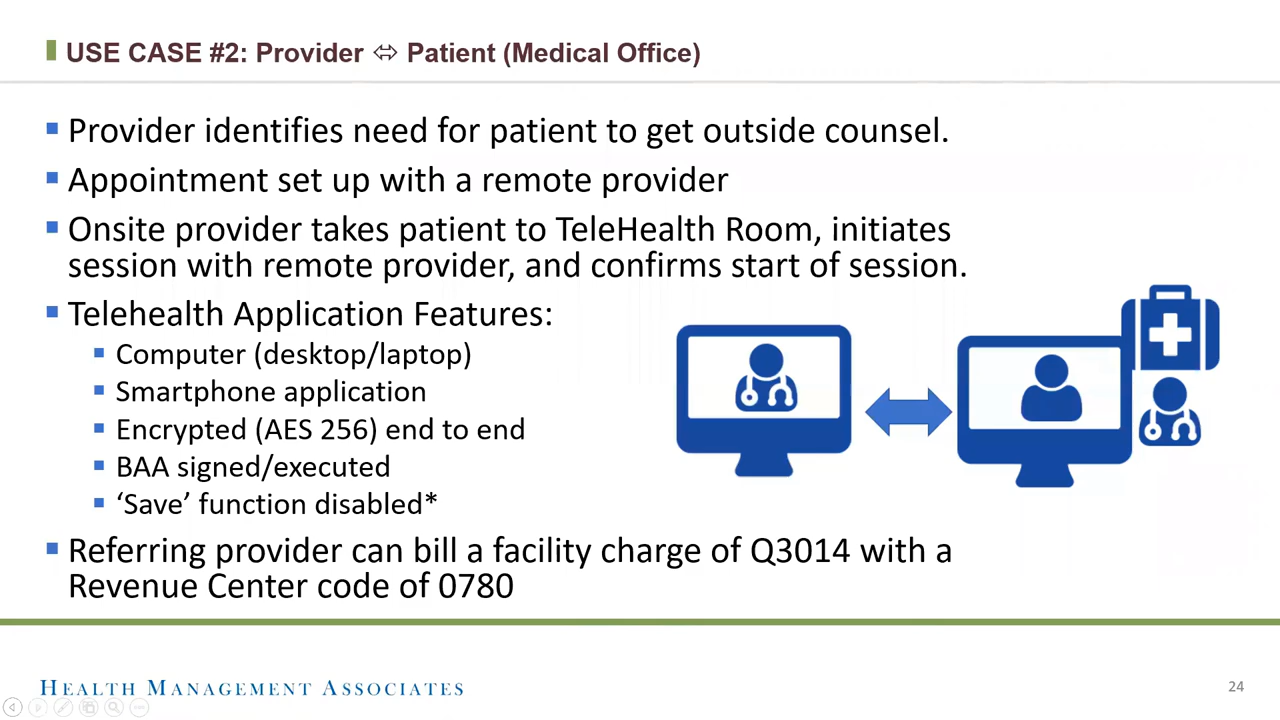 USE CASE #2: Provider ⬄ Patient (Medical Office)
Provider identifies need for patient to get outside counsel.
Appointment set up with a remote provider
Onsite provider takes patient to TeleHealth Room, initiates
session with remote provider, and confirms start of session.
Telehealth Application Features:
Computer (desktop/laptop)
Smartphone application
Encrypted (AES 256) end to end
BAA signed/executed
‘Save’ function disabled*
Referring provider can bill a facility charge of Q3014 with a
Revenue Center code of 0780
HEALTH MANAGEMENT ASSOCIATES
24